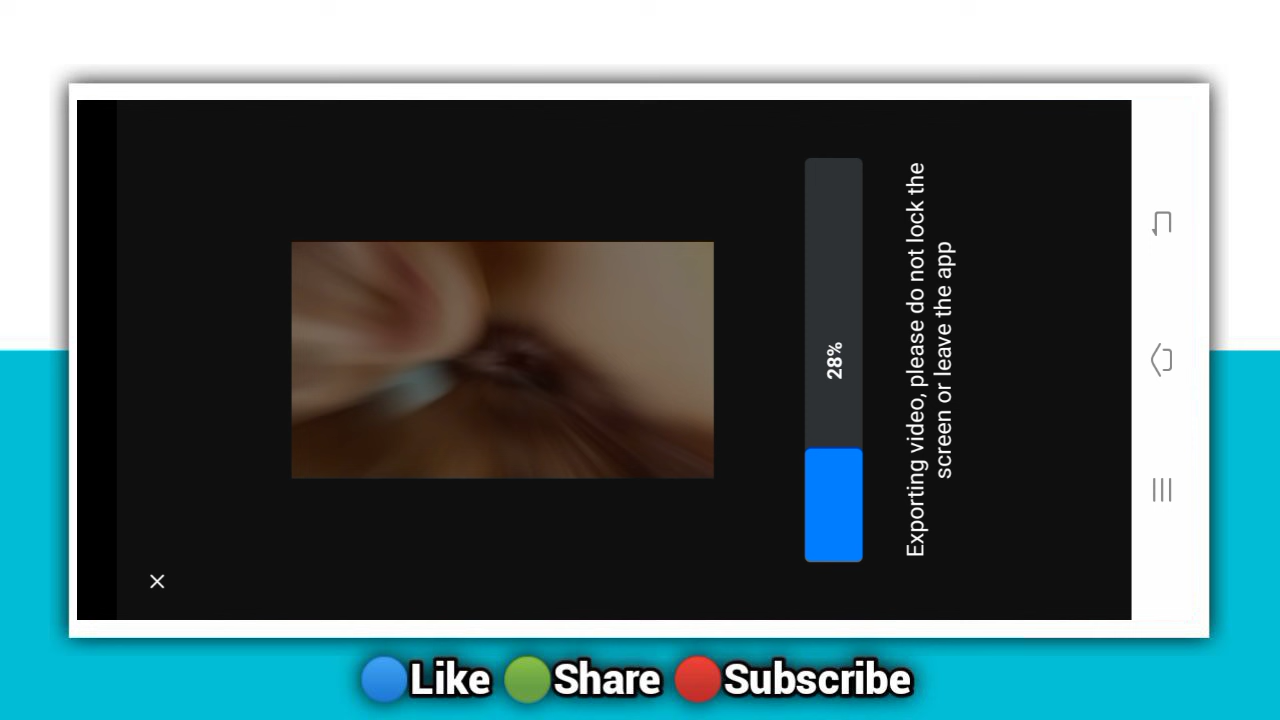 28%
Exporting video, please do not lock the
screen or leave the app
Like Share Subscribe